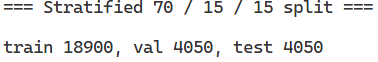 === Stratified 70 / 15 / 15 split ===
train 18900, val 4050, test 4050